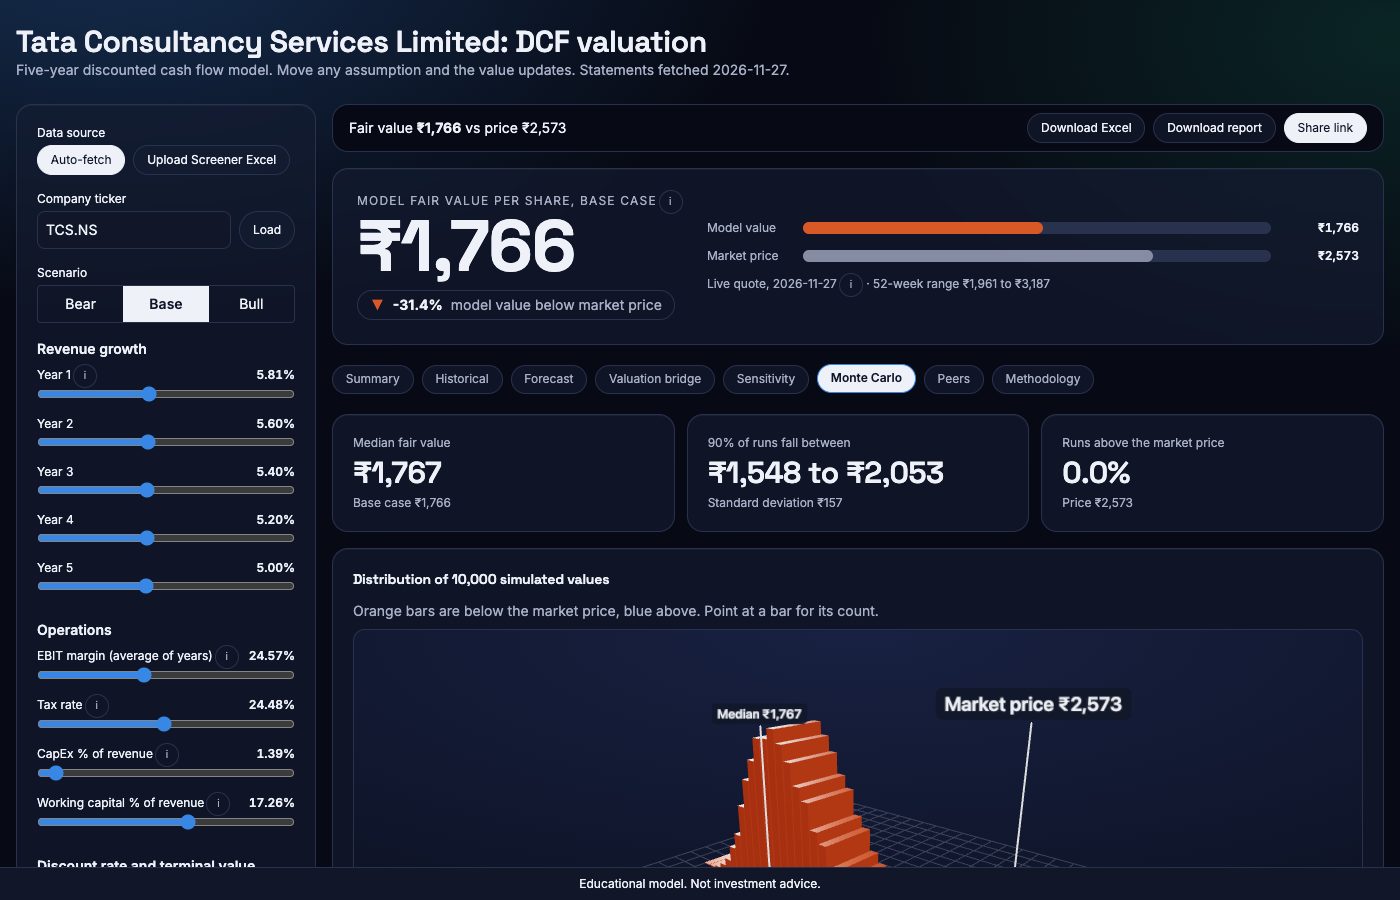 Tata Consultancy Services Limited: DCF valuation
Five-year discounted cash flow model. Move any assumption and the value updates. Statements fetched 2026-11-27.
Data source
Auto-fetch
Upload Screener Excel
Company ticker
TCS.NS
Load
Scenario
Bear
Base
Bull
Revenue growth
Year 1 i 5.81%
Year 2 5.60%
Year 3 5.40%
Year 4 5.20%
Year 5 5.00%
Operations
EBIT margin (average of years) i 24.57%
Tax rate i 24.48%
CapEx % of revenue i 1.39%
Working capital % of revenue i 17.26%
Discount rate and terminal value
Fair value ₹1,766 vs price ₹2,573
Download Excel
Download report
Share link
MODEL FAIR VALUE PER SHARE, BASE CASE i
₹1,766
▼ -31.4% model value below market price
Model value ₹1,766
Market price ₹2,573
Live quote, 2026-11-27 i · 52-week range ₹1,961 to ₹3,187
Summary
Historical
Forecast
Valuation bridge
Sensitivity
Monte Carlo
Peers
Methodology
Median fair value
₹1,767
Base case ₹1,766
90% of runs fall between
₹1,548 to ₹2,053
Standard deviation ₹157
Runs above the market price
0.0%
Price ₹2,573
Distribution of 10,000 simulated values
Orange bars are below the market price, blue above. Point at a bar for its count.
Median ₹1,767
Market price ₹2,573
Educational model. Not investment advice.